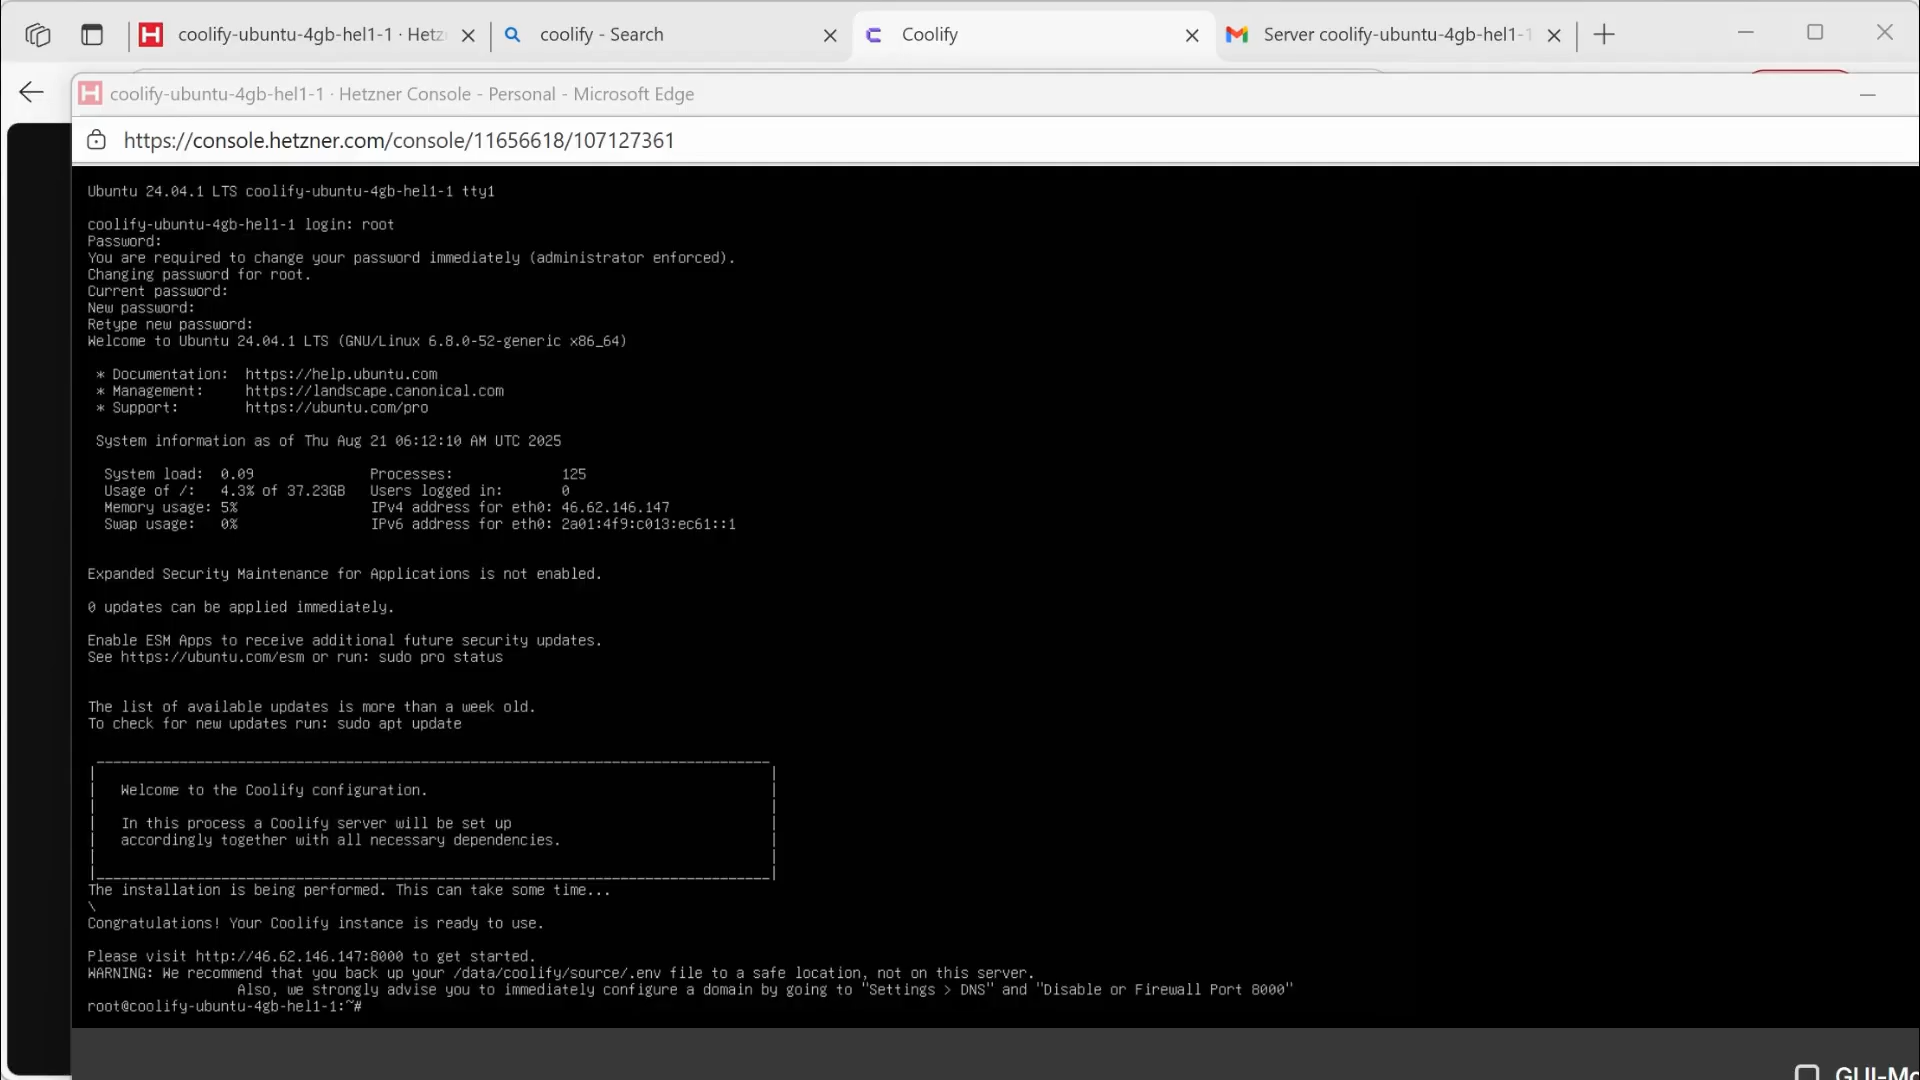 coolify-ubuntu-4gb-hel1-1 · Hetz
coolify - Search
Coolify
Server coolify-ubuntu-4gb-hel1-1
coolify-ubuntu-4gb-hel1-1 · Hetzner Console - Personal - Microsoft Edge
https://console.hetzner.com/console/11656618/107127361
Ubuntu 24.04.1 LTS coolify-ubuntu-4gb-hel1-1 tty1
coolify-ubuntu-4gb-hel1-1 login: root
Password:
You are required to change your password immediately (administrator enforced).
Changing password for root.
Current password:
New password:
Retype new password:
Welcome to Ubuntu 24.04.1 LTS (GNU/Linux 6.8.0-52-generic x86_64)
* Documentation: https://help.ubuntu.com
* Management: https://landscape.canonical.com
* Support: https://ubuntu.com/pro
System information as of Thu Aug 21 06:12:10 AM UTC 2025
System load: 0.09 Processes: 125
Usage of /: 4.3% of 37.23GB Users logged in: 0
Memory usage: 5% IPv4 address for eth0: 46.62.146.147
Swap usage: 0% IPv6 address for eth0: 2a01:4f9:c013:ec61::1
Expanded Security Maintenance for Applications is not enabled.
0 updates can be applied immediately.
Enable ESM Apps to receive additional future security updates.
See https://ubuntu.com/esm or run: sudo pro status
The list of available updates is more than a week old.
To check for new updates run: sudo apt update
Welcome to the Coolify configuration.
In this process a Coolify server will be set up
accordingly together with all necessary dependencies.
The installation is being performed. This can take some time...
\
Congratulations! Your Coolify instance is ready to use.
Please visit http://46.62.146.147:8000 to get started.
WARNING: We recommend that you back up your /data/coolify/source/.env file to a safe location, not on this server.
Also, we strongly advise you to immediately configure a domain by going to "Settings > DNS" and "Disable or Firewall Port 8000"
root@coolify-ubuntu-4gb-hel1-1:~#
GUI-Mo